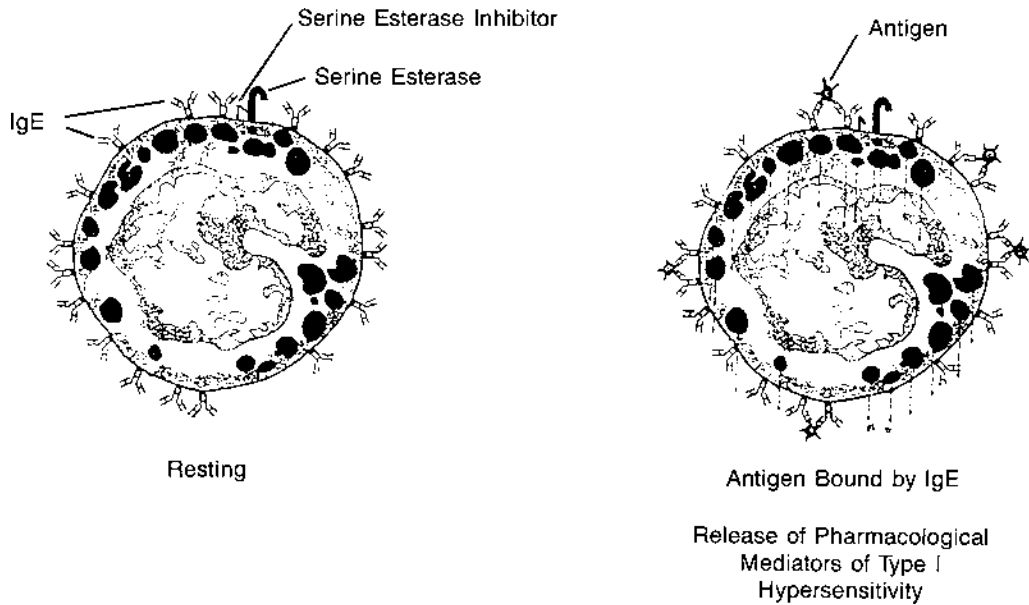 Serine Esterase Inhibitor
Serine Esterase
IgE
Resting
Antigen
Antigen Bound by IgE
Release of Pharmacological
Mediators of Type I
Hypersensitivity